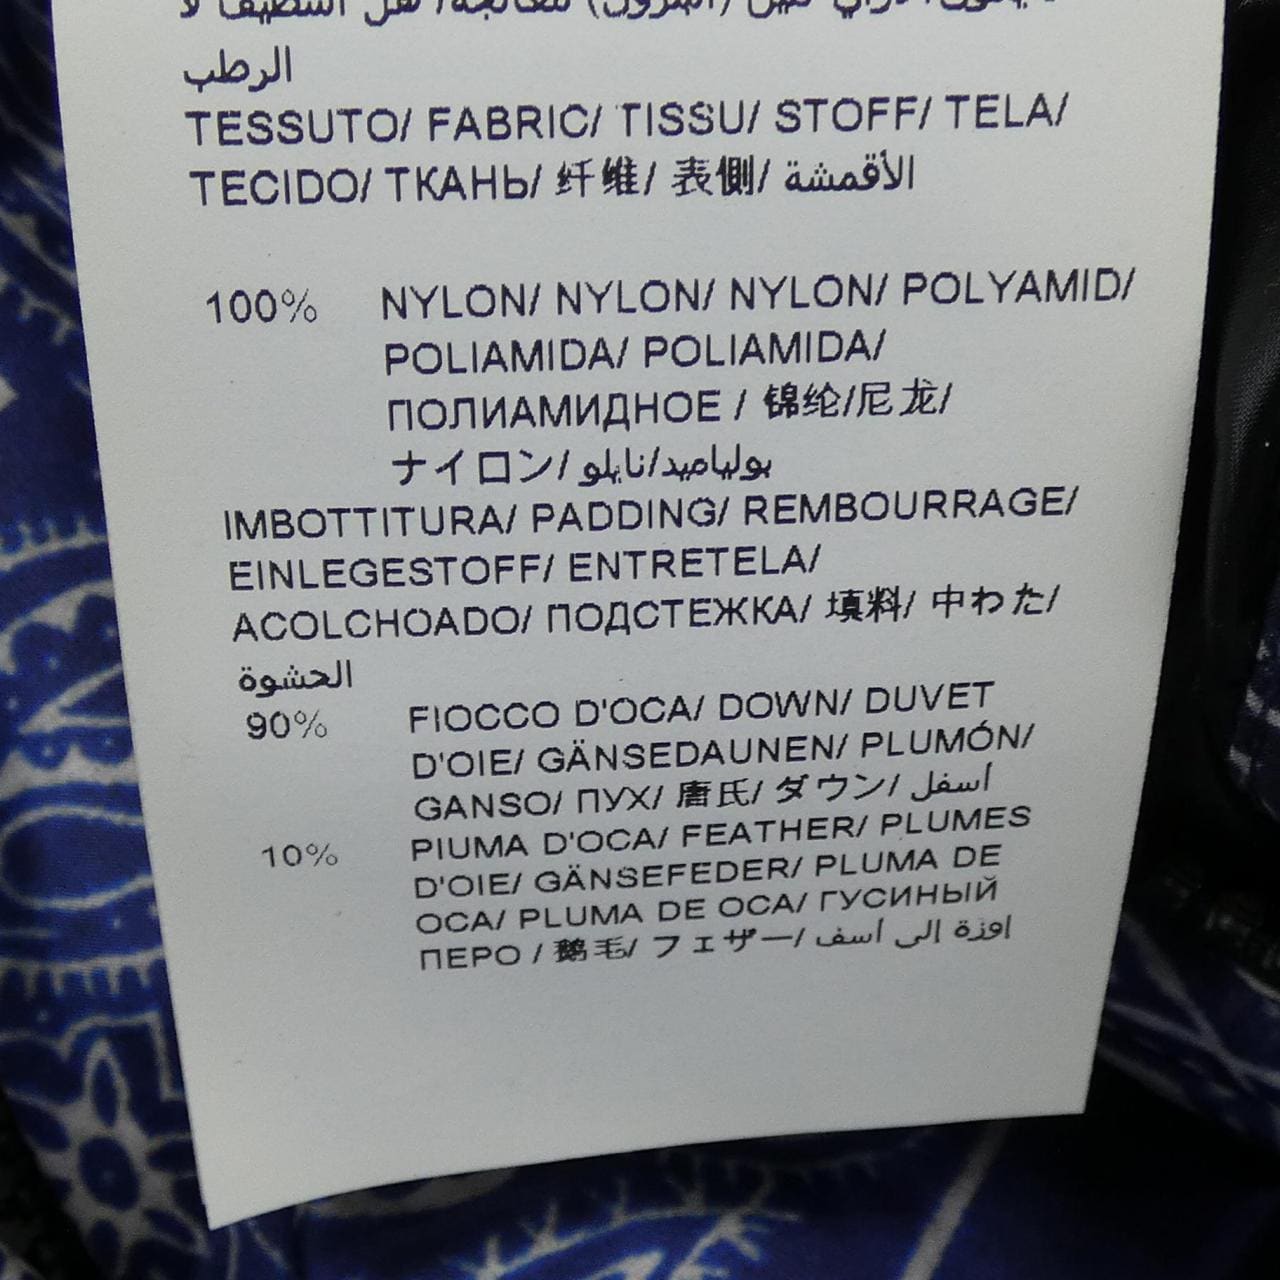 الرطب
TESSUTO/ FABRIC/ TISSU/ STOFF/ TELA/
TECIDO/ ТКАНЬ/ 纤维/ 表側/ الأقمشة
100% NYLON/ NYLON/ NYLON/ POLYAMID/
POLIAMIDA/ POLIAMIDA/
ПОЛИАМИДНОЕ / 锦纶/尼龙/
ナイロン/ بولياميد/نايلو
IMBOTTITURA/ PADDING/ REMBOURRAGE/
EINLEGESTOFF/ ENTRETELA/
ACOLCHOADO/ ПОДСТЕЖКА/ 填料/ 中わた/
الحشوة
90% FIOCCO D'OCA/ DOWN/ DUVET
D'OIE/ GÄNSEDAUNEN/ PLUMÓN/
GANSO/ ПУХ/ 唐氏/ ダウン/ أسفل
10% PIUMA D'OCA/ FEATHER/ PLUMES
D'OIE/ GÄNSEFEDER/ PLUMA DE
OCA/ PLUMA DE OCA/ ГУСИНЫЙ
ПЕРО / 鹅毛/ フェザー/ إوزة إلى أسف